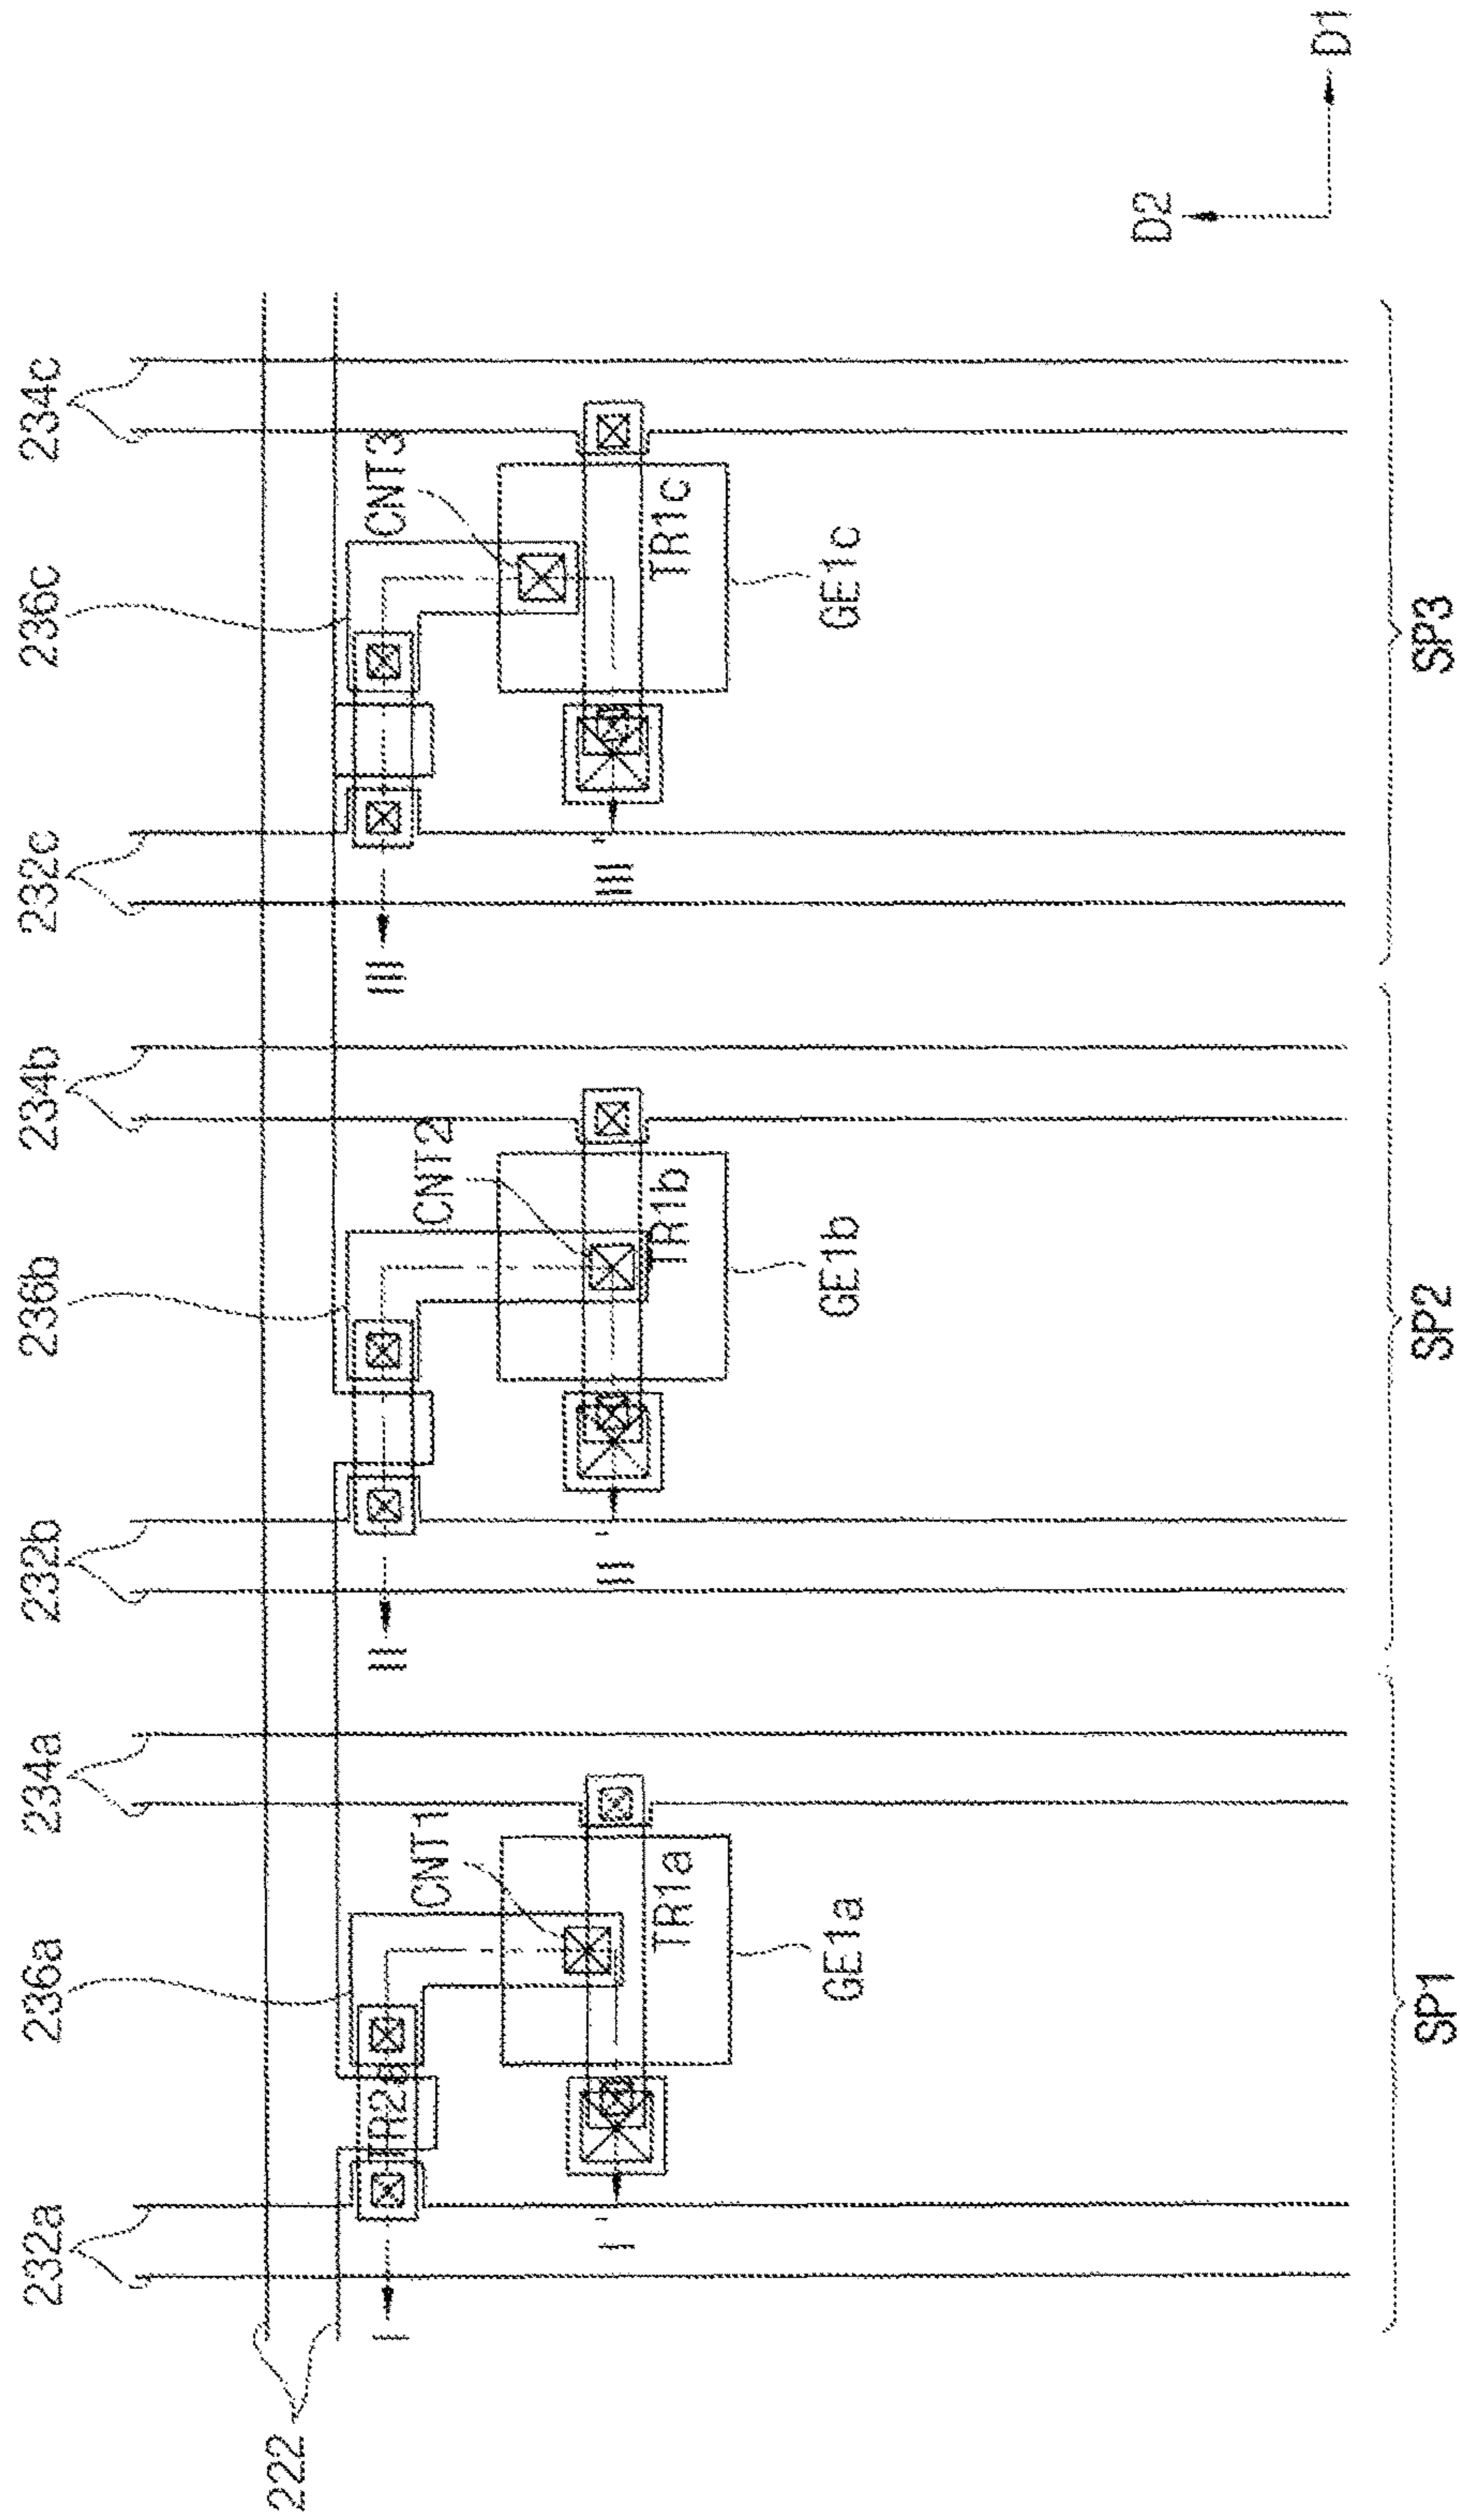 232a 236a 234a 232b 236b 234b 232c 236c 234c
222
I TR2a II III CNT3
CNT1 CNT2
I' II' III'
TR1a TR1b TR1c
GE1a GE1b GE1c
D2
D1
SP1 SP2 SP3